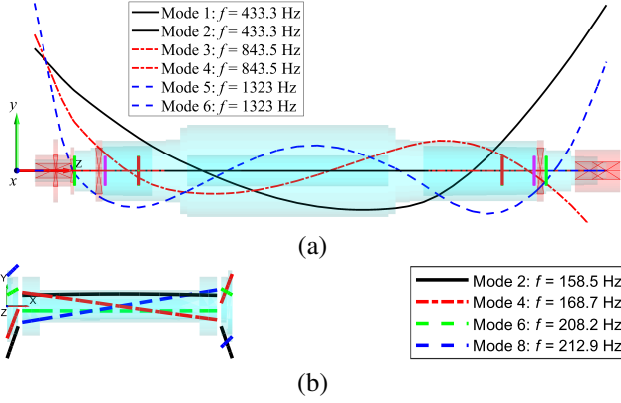 Mode 1: f = 433.3 Hz
Mode 2: f = 433.3 Hz
Mode 3: f = 843.5 Hz
Mode 4: f = 843.5 Hz
Mode 5: f = 1323 Hz
Mode 6: f = 1323 Hz
y
z
x
(a)
Y
X
Z
Mode 2: f = 158.5 Hz
Mode 4: f = 168.7 Hz
Mode 6: f = 208.2 Hz
Mode 8: f = 212.9 Hz
(b)